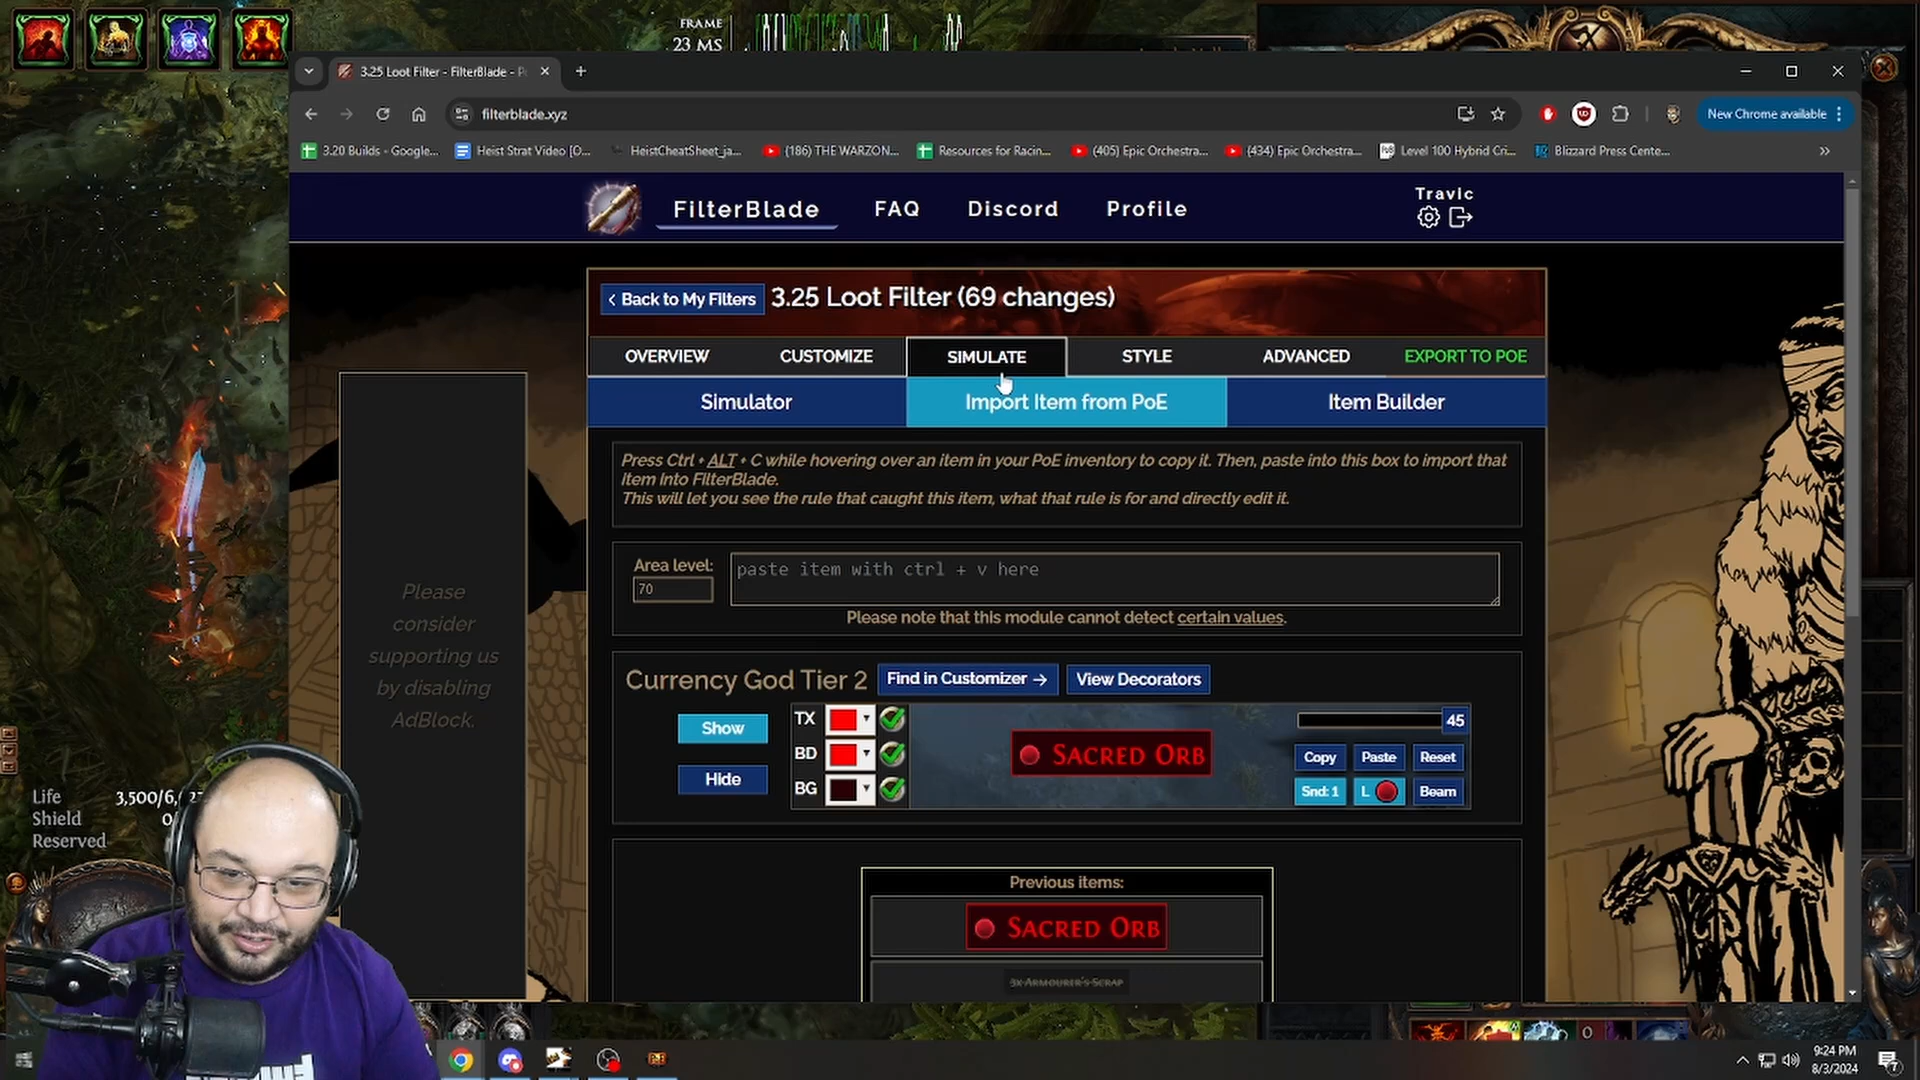 FRAME
23 MS
3.25 Loot Filter - FilterBlade - P
filterblade.xyz
New Chrome available
3.20 Builds - Google...
Heist Strat Video [O...
HeistCheatSheet_ja...
(186) THE WARZON...
Resources for Racin...
(405) Epic Orchestra...
(434) Epic Orchestra...
Level 100 Hybrid Cri...
Blizzard Press Cente...
»
FilterBlade
FAQ
Discord
Profile
Travic
Back to My Filters
3.25 Loot Filter (69 changes)
OVERVIEW
CUSTOMIZE
SIMULATE
STYLE
ADVANCED
EXPORT TO POE
Simulator
Import Item from PoE
Item Builder
Press Ctrl + ALT + C while hovering over an item in your PoE inventory to copy it. Then, paste into this box to import that
item into FilterBlade.
This will let you see the rule that caught this item, what that rule is for and directly edit it.
Area level:
70
paste item with ctrl + v here
Please note that this module cannot detect certain values.
Please
consider
supporting us
by disabling
AdBlock.
Currency God Tier 2
Find in Customizer →
View Decorators
Show
Hide
TX
BD
BG
Sacred Orb
45
Copy
Paste
Reset
Snd: 1
L
Beam
Previous items:
Sacred Orb
3x Armourer's Scrap
Life 3,500/6,
Shield 0/
Reserved
9:24 PM
8/3/2024